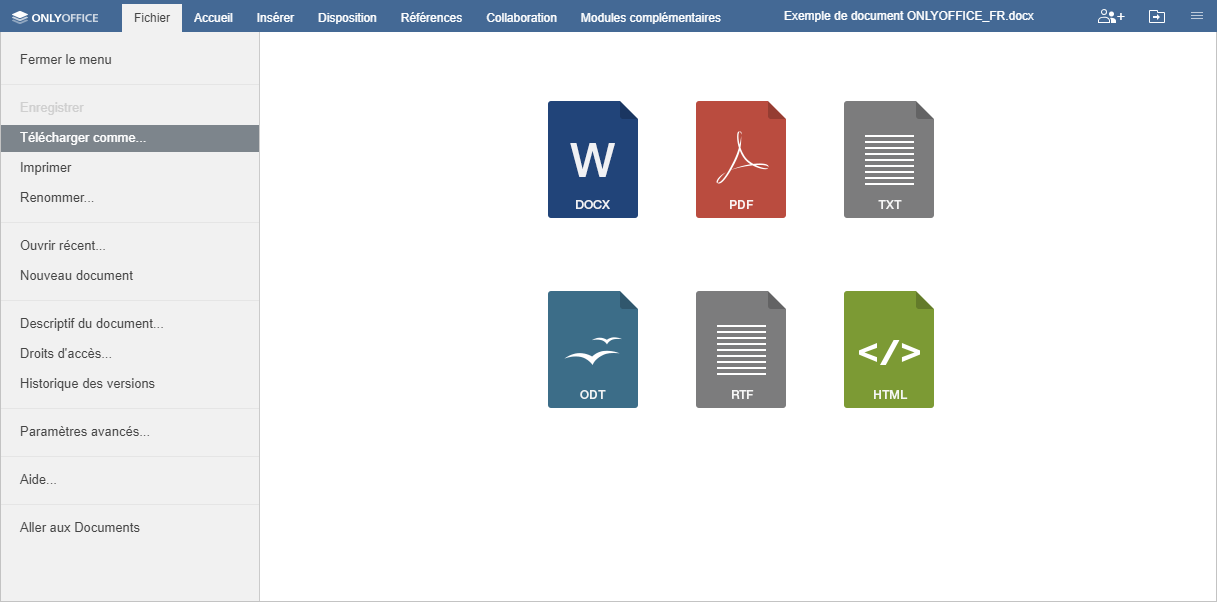 ONLYOFFICE Fichier Accueil Insérer Disposition Références Collaboration Modules complémentaires Exemple de document ONLYOFFICE_FR.docx
Fermer le menu
Enregistrer
Télécharger comme...
Imprimer
Renommer...
Ouvrir récent...
Nouveau document
Descriptif du document...
Droits d'accès...
Historique des versions
Paramètres avancés...
Aide...
Aller aux Documents
W
DOCX PDF TXT
</>
ODT RTF HTML